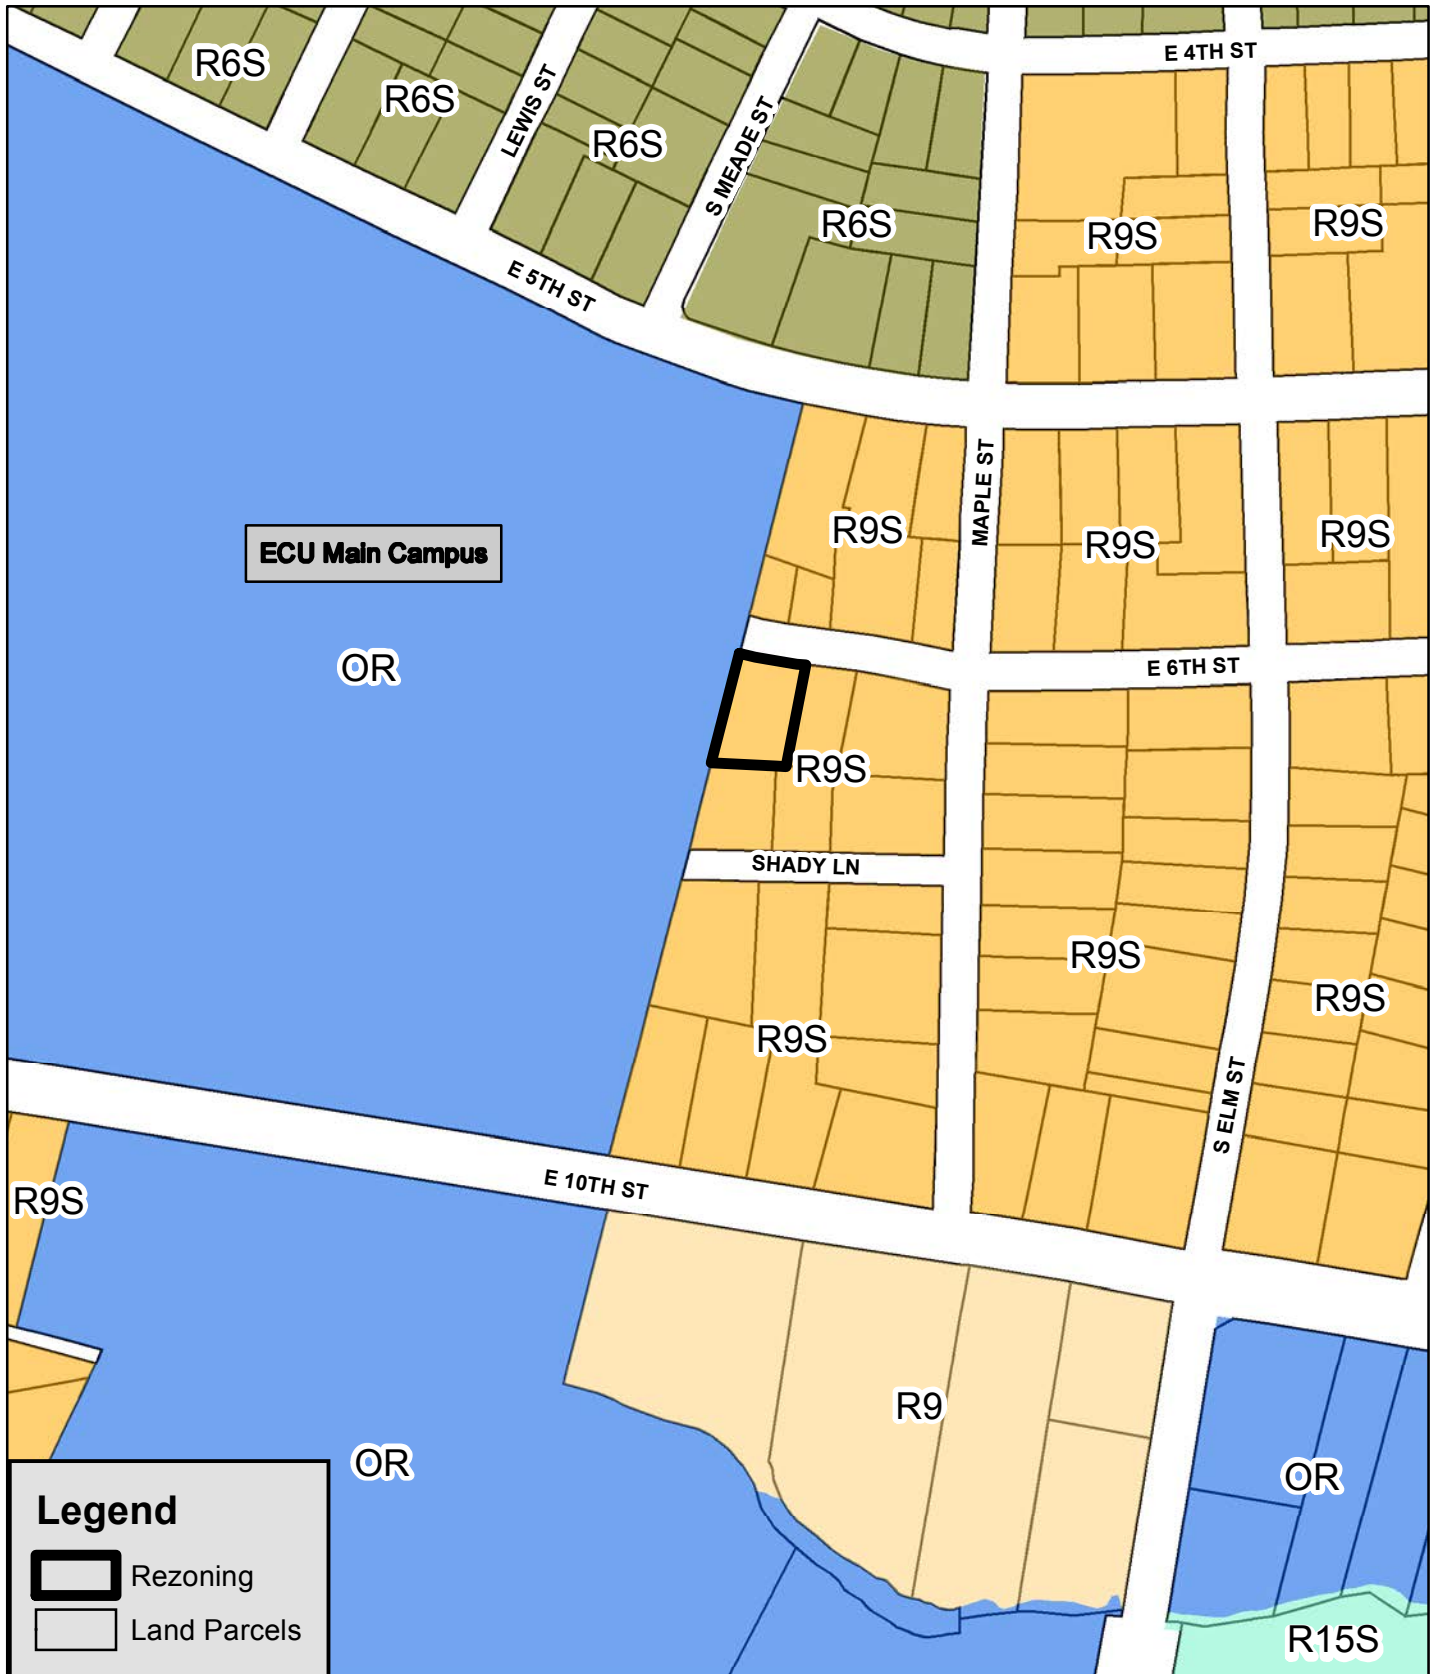 E 4TH ST
R6S
R6S
LEWIS ST
R6S
S MEADE ST
R6S
R9S
R9S
E 5TH ST
MAPLE ST
R9S
R9S
R9S
ECU Main Campus
OR
E 6TH ST
R9S
SHADY LN
R9S
R9S
R9S
S ELM ST
E 10TH ST
R9S
R9
OR
OR
R15S
Legend
Rezoning
Land Parcels